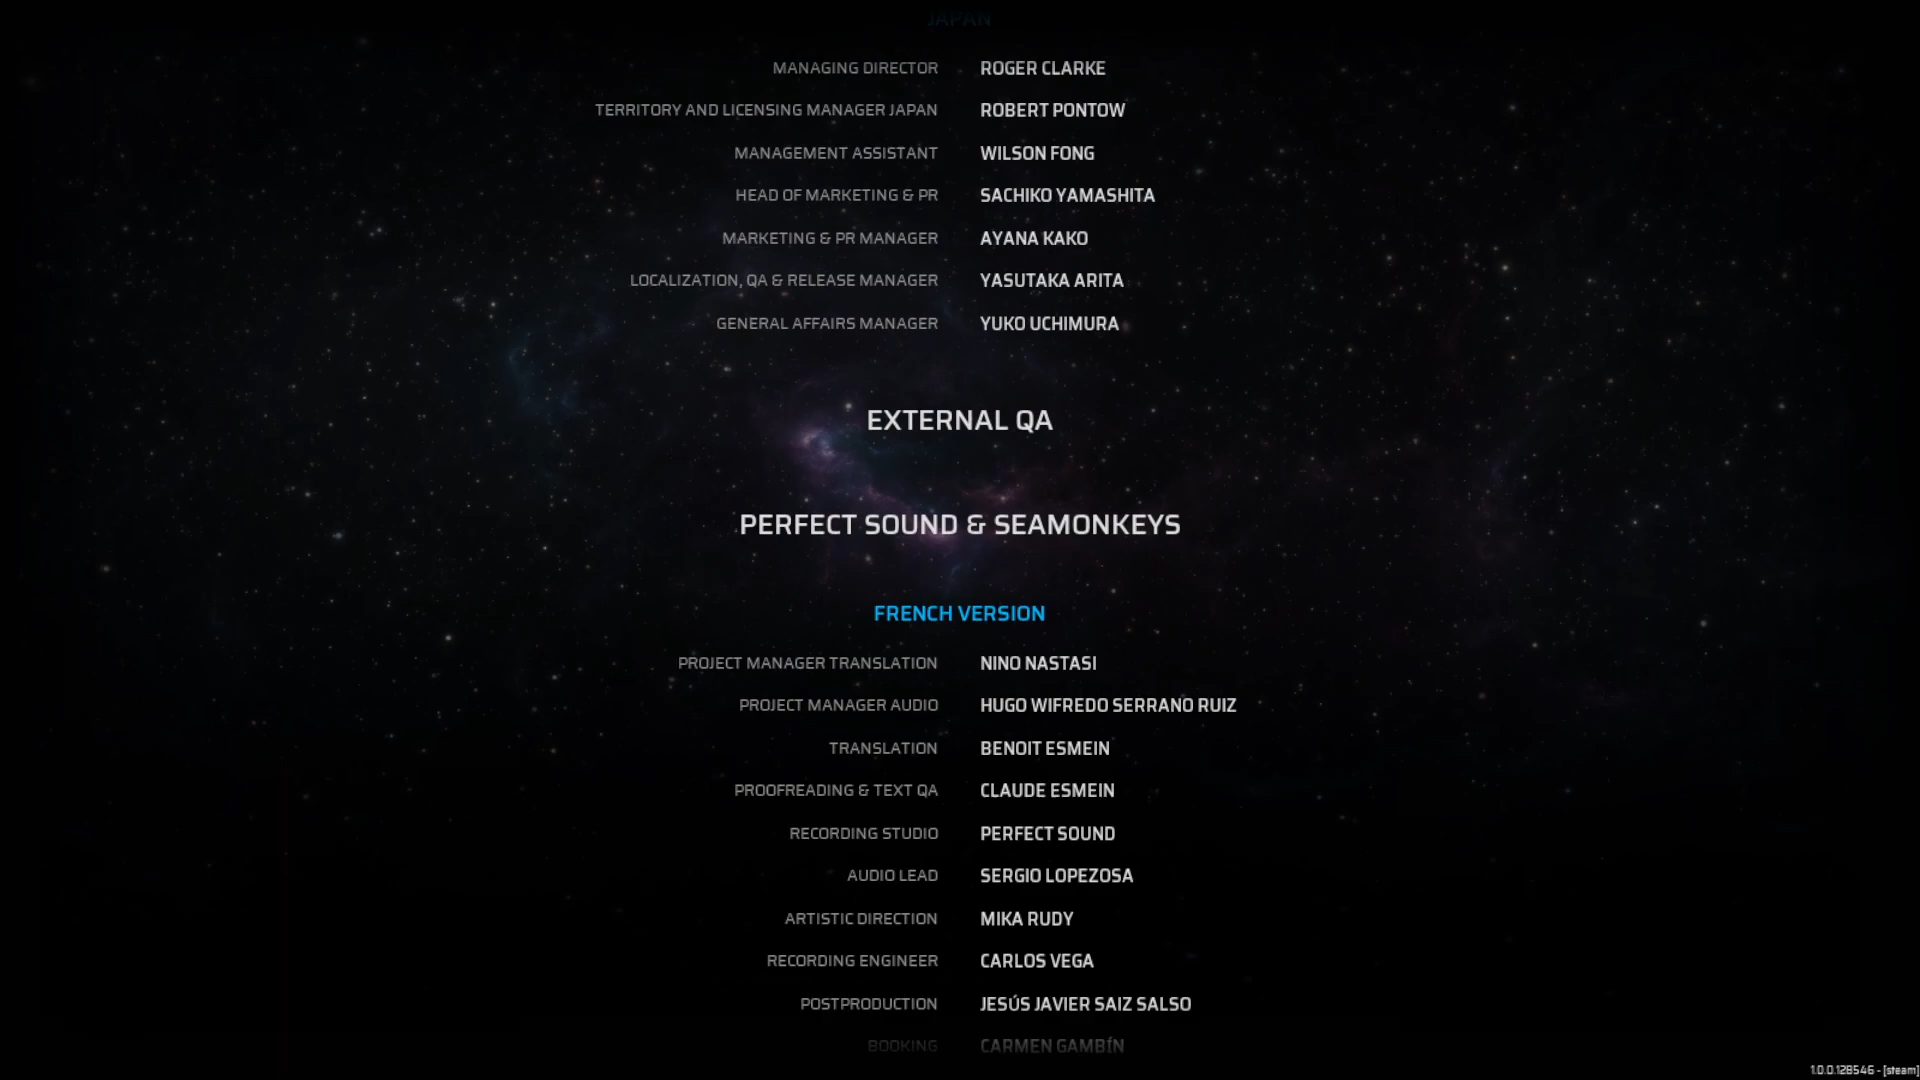 JAPAN
MANAGING DIRECTOR ROGER CLARKE
TERRITORY AND LICENSING MANAGER JAPAN ROBERT PONTOW
MANAGEMENT ASSISTANT WILSON FONG
HEAD OF MARKETING & PR SACHIKO YAMASHITA
MARKETING & PR MANAGER AYANA KAKO
LOCALIZATION, QA & RELEASE MANAGER YASUTAKA ARITA
GENERAL AFFAIRS MANAGER YUKO UCHIMURA
EXTERNAL QA
PERFECT SOUND & SEAMONKEYS
FRENCH VERSION
PROJECT MANAGER TRANSLATION NINO NASTASI
PROJECT MANAGER AUDIO HUGO WIFREDO SERRANO RUIZ
TRANSLATION BENOIT ESMEIN
PROOFREADING & TEXT QA CLAUDE ESMEIN
RECORDING STUDIO PERFECT SOUND
AUDIO LEAD SERGIO LOPEZOSA
ARTISTIC DIRECTION MIKA RUDY
RECORDING ENGINEER CARLOS VEGA
POSTPRODUCTION JESÚS JAVIER SAIZ SALSO
BOOKING CARMEN GAMBÍN
1.0.0.128546 - [steam]